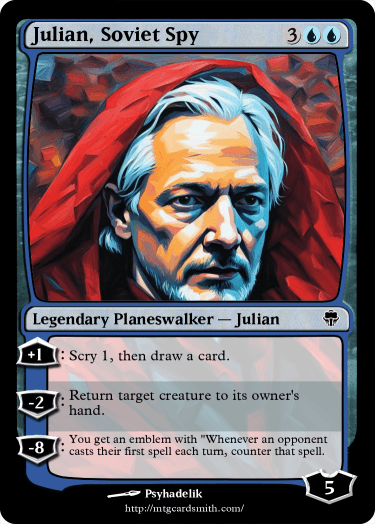 Julian, Soviet Spy 3
Legendary Planeswalker — Julian
+1 : Scry 1, then draw a card.
-2 : Return target creature to its owner's
hand.
-8 : You get an emblem with "Whenever an opponent
casts their first spell each turn, counter that spell.
5
Psyhadelik
http://mtgcardsmith.com/